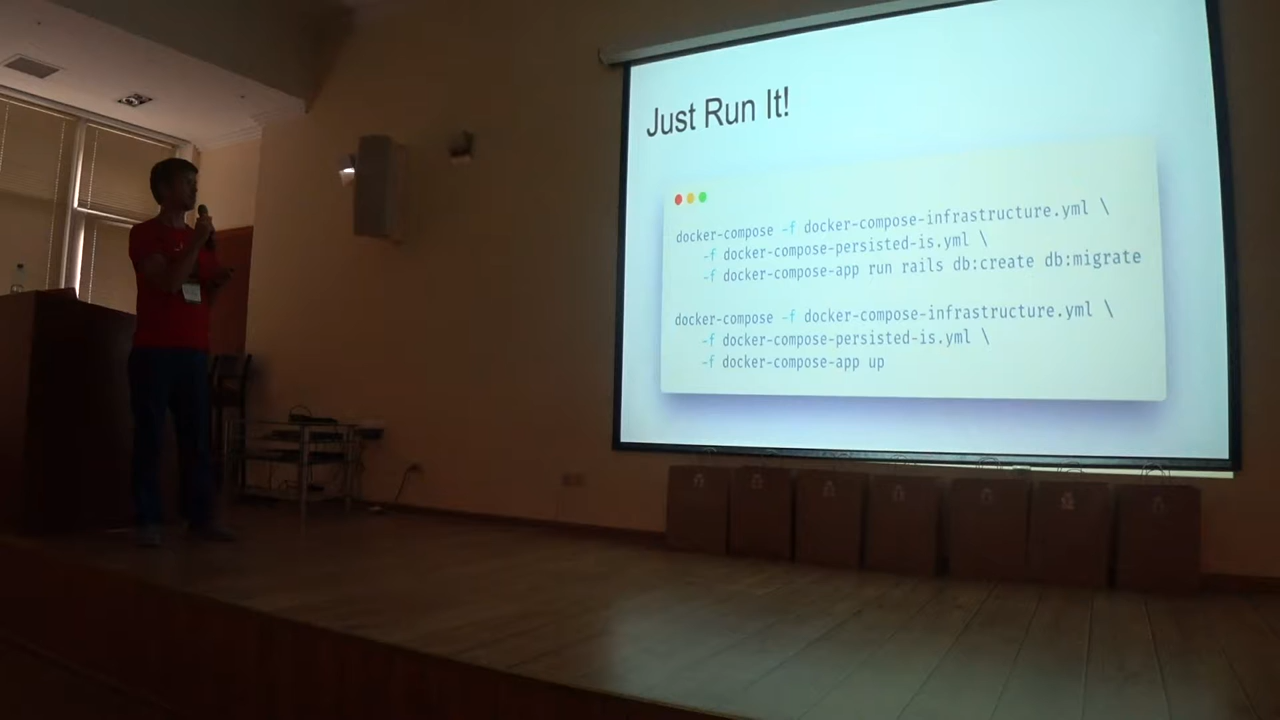 Just Run It!
docker-compose -f docker-compose-infrastructure.yml \
-f docker-compose-persisted-is.yml \
-f docker-compose-app run rails db:create db:migrate
docker-compose -f docker-compose-infrastructure.yml \
-f docker-compose-persisted-is.yml \
-f docker-compose-app up